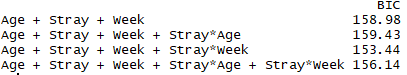 BIC
Age + Stray + Week 158.98
Age + Stray + Week + Stray*Age 159.43
Age + Stray + Week + Stray*Week 153.44
Age + Stray + Week + Stray*Age + Stray*Week 156.14